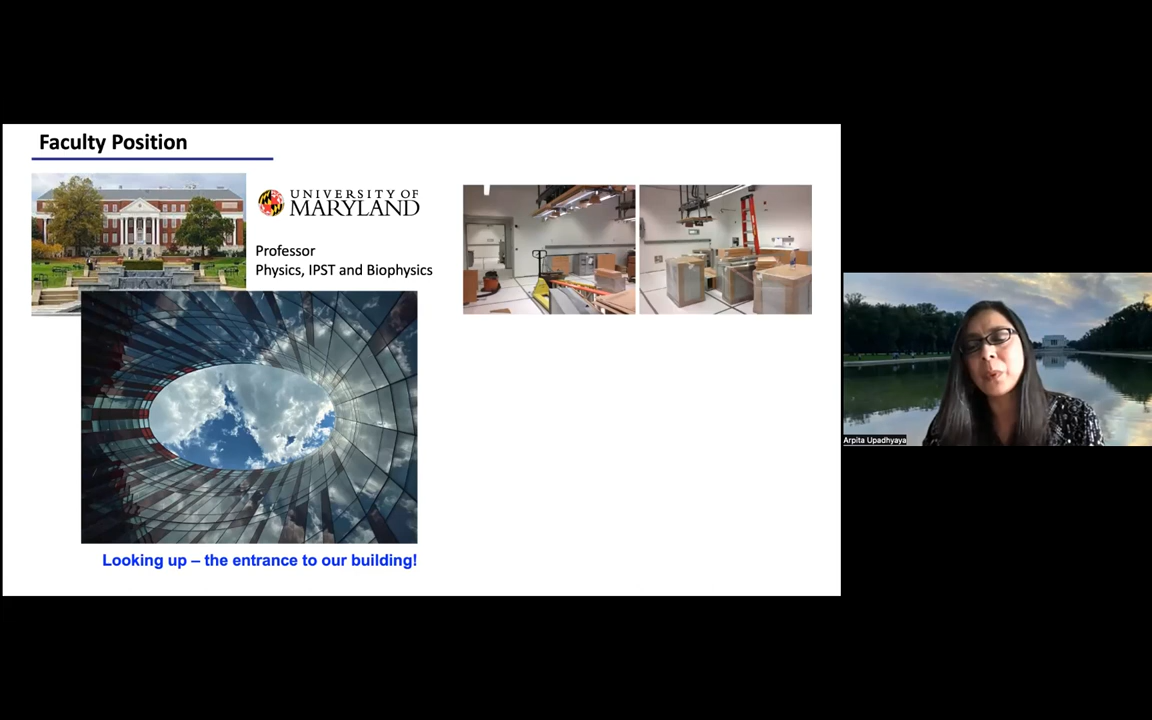 Faculty Position
UNIVERSITY OF
MARYLAND
Professor
Physics, IPST and Biophysics
Looking up – the entrance to our building!
Arpita Upadhyaya